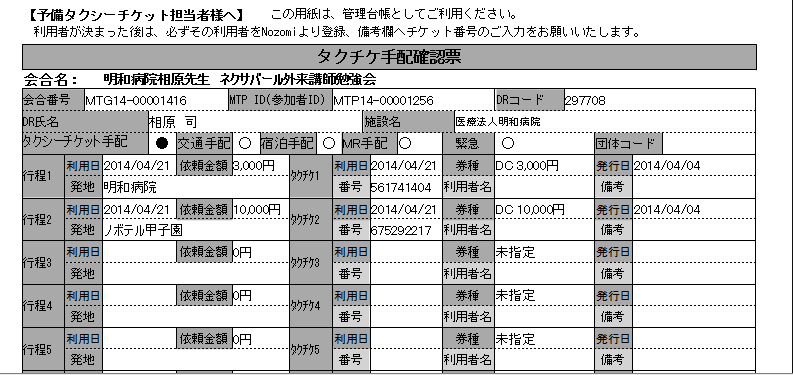 【予備タクシーチケット担当者様へ】 この用紙は、管理台帳としてご利用ください。
利用者が決まった後は、必ずその利用者をNozomiより登録、備考欄へチケット番号のご入力をお願いいたします。
タクチケ手配確認票
会合名： 明和病院相原先生 ネクサバール外来講師勉強会
会合番号 MTG14-00001416 MTP ID(参加者ID) MTP14-00001256 DRコード 297708
DR氏名 相原 司 施設名 医療法人明和病院
タクシーチケット手配 ● 交通手配 ○ 宿泊手配 ○ MR手配 ○ 緊急 ○ 団体コード
行程1 利用日 2014/04/21 依頼金額 3,000円 タクチケ1 利用日 2014/04/21 券種 DC 3,000円 発行日 2014/04/04
発地 明和病院 番号 561741404 利用者名 備考
行程2 利用日 2014/04/21 依頼金額 10,000円 タクチケ2 利用日 2014/04/21 券種 DC 10,000円 発行日 2014/04/04
発地 ノボテル甲子園 番号 675292217 利用者名 備考
行程3 利用日 依頼金額 0円 タクチケ3 利用日 券種 未指定 発行日
発地 番号 利用者名 備考
行程4 利用日 依頼金額 0円 タクチケ4 利用日 券種 未指定 発行日
発地 番号 利用者名 備考
行程5 利用日 依頼金額 0円 タクチケ5 利用日 券種 未指定 発行日
発地 番号 利用者名 備考